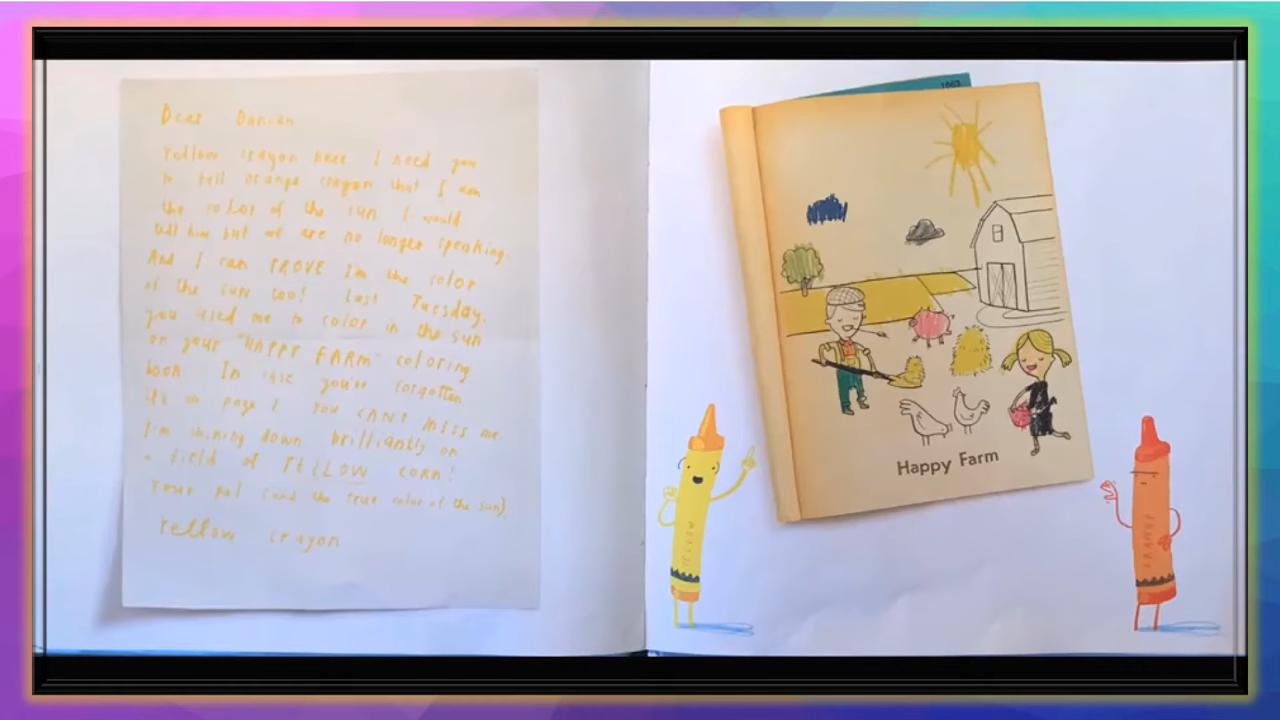 Dear Duncan
Yellow crayon here I need you
to tell orange crayon that I am
the color of the sun I would
tell him but we are no longer speaking.
And I can PROVE I'm the color
of the sun too! Last Tuesday,
you used me to color in the sun
on your "HAPPY FARM" coloring
book. In case you've forgotten
it's on page 7 You CAN'T MISS me
I'm shining down brilliantly on
a field of YELLOW corn!
Your pal (and the true color of the sun),
Yellow crayon
1663
Happy Farm
YELLOW
ORANGE